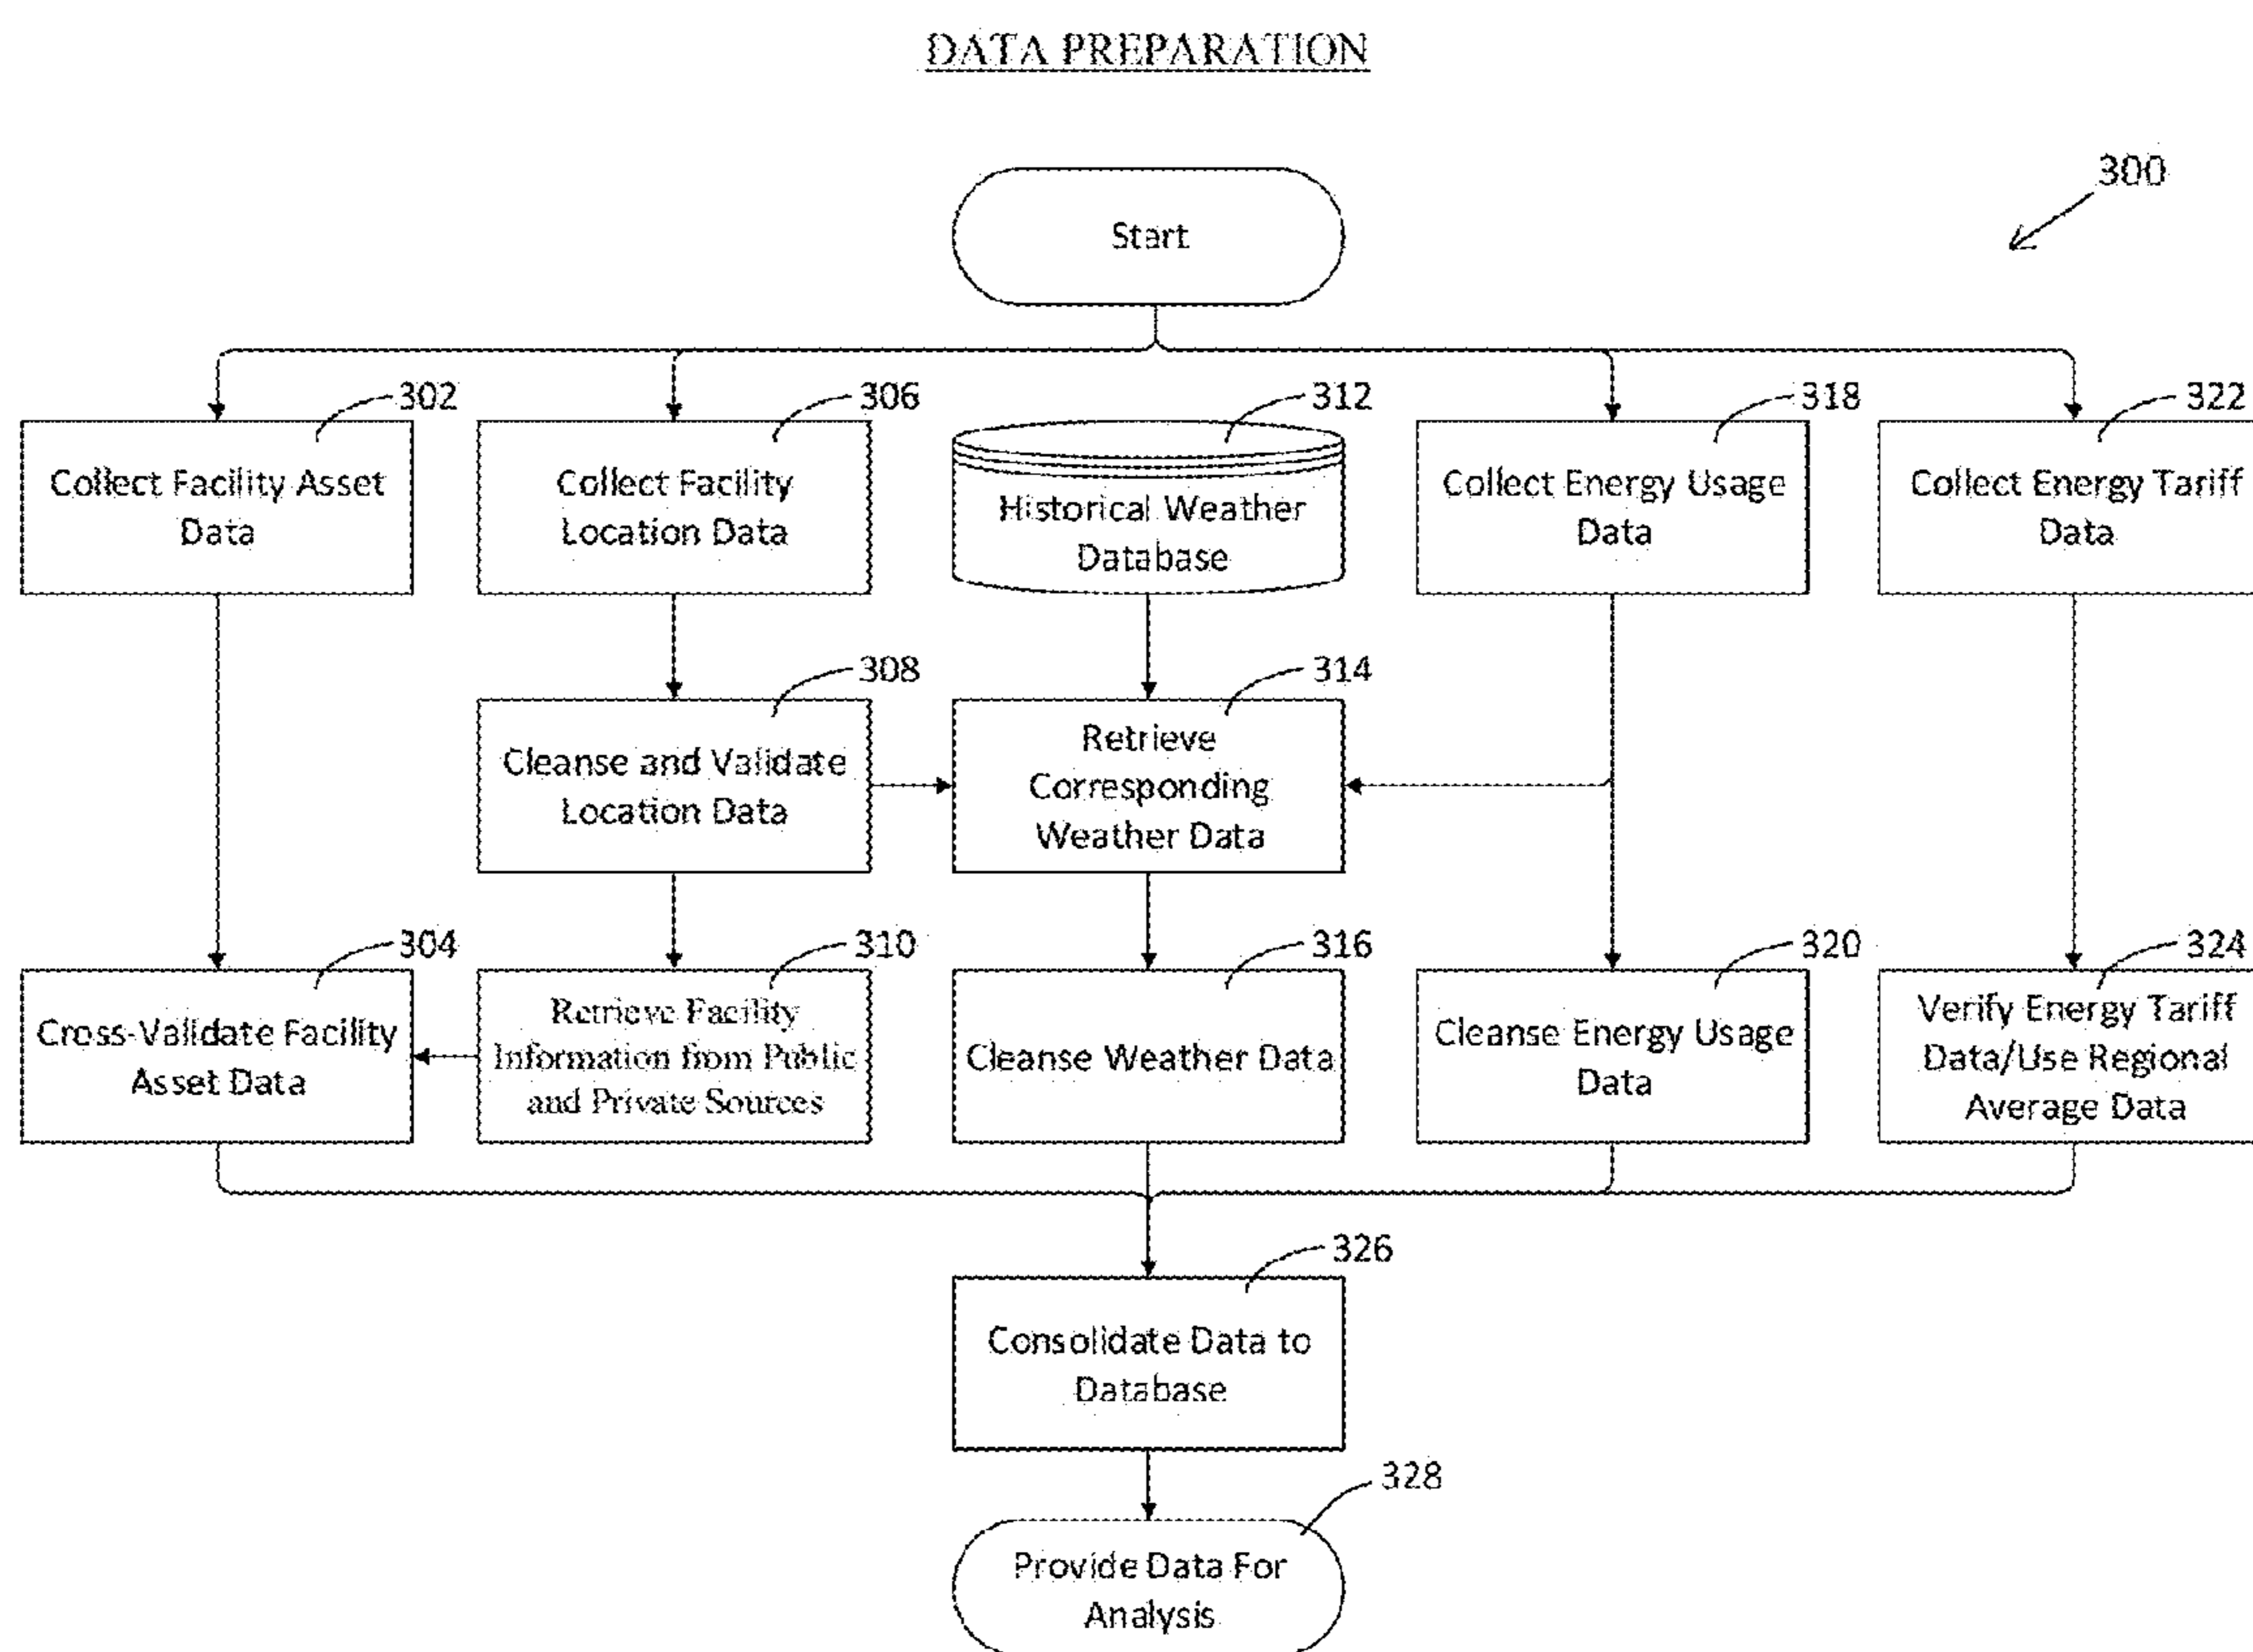 DATA PREPARATION
300
Start
302
306
312
318
322
Collect Facility Asset
Data
Collect Facility
Location Data
Historical Weather
Database
Collect Energy Usage
Data
Collect Energy Tariff
Data
308
314
Cleanse and Validate
Location Data
Retrieve
Corresponding
Weather Data
304
310
316
320
324
Cross-Validate Facility
Asset Data
Retrieve Facility
Information from Public
and Private Sources
Cleanse Weather Data
Cleanse Energy Usage
Data
Verify Energy Tariff
Data/Use Regional
Average Data
326
Consolidate Data to
Database
328
Provide Data For
Analysis